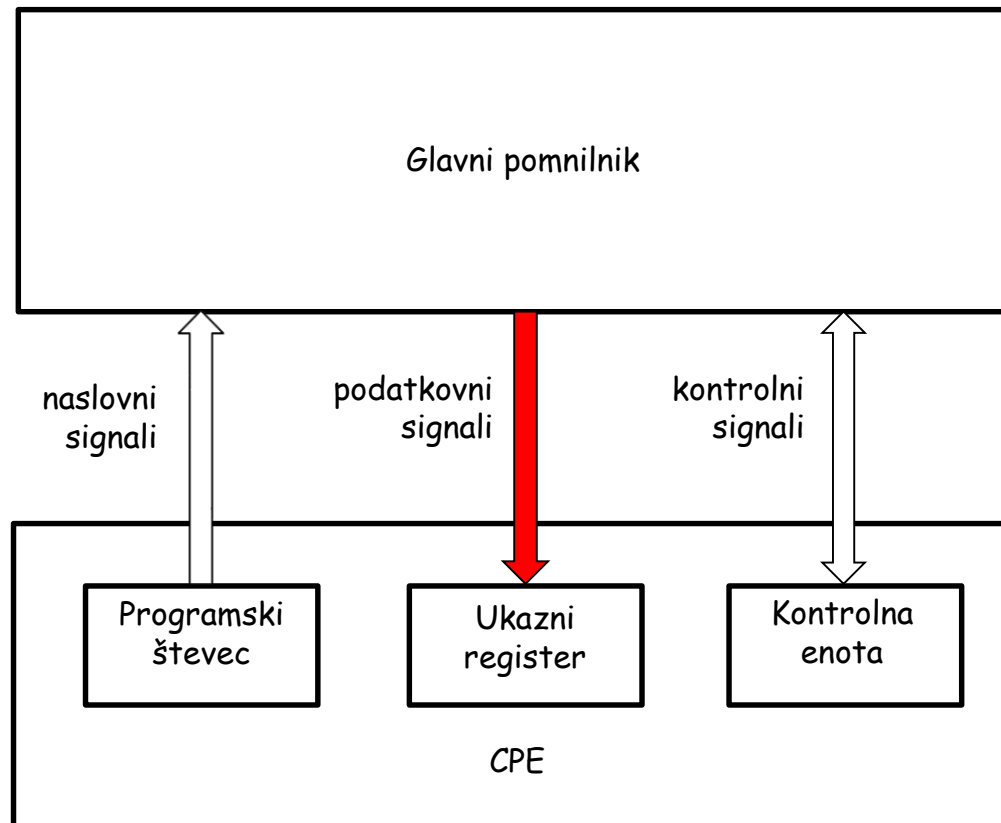 Glavni pomnilnik
naslovni
signali
podatkovni
signali
kontrolni
signali
Programski
števec
Ukazni
register
Kontrolna
enota
CPE